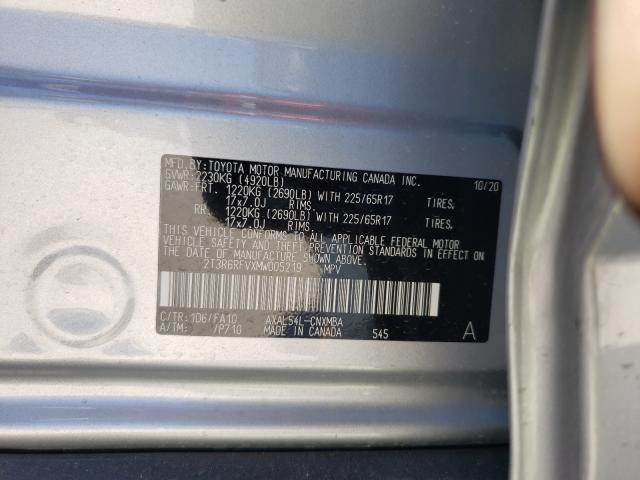 MFD.BY:TOYOTA MOTOR MANUFACTURING CANADA INC. 10/20
GVWR:2230KG (4920LB)
GAWR:FRT. 1220KG (2690LB) WITH 225/65R17 TIRES,
17x7.0J RIMS,
RR. 1220KG (2690LB) WITH 225/65R17 TIRES,
17x7.0J RIMS,
THIS VEHICLE CONFORMS TO ALL APPLICABLE FEDERAL MOTOR
VEHICLE SAFETY AND THEFT PREVENTION STANDARDS IN EFFECT ON
THE DATE OF MANUFACTURE SHOWN ABOVE.
2T3R6RFVXMW005219 MPV
C/TR:1D6/FA10 AXAL54L-CNXMBA
A/TM: /P710 MADE IN CANADA 545 A